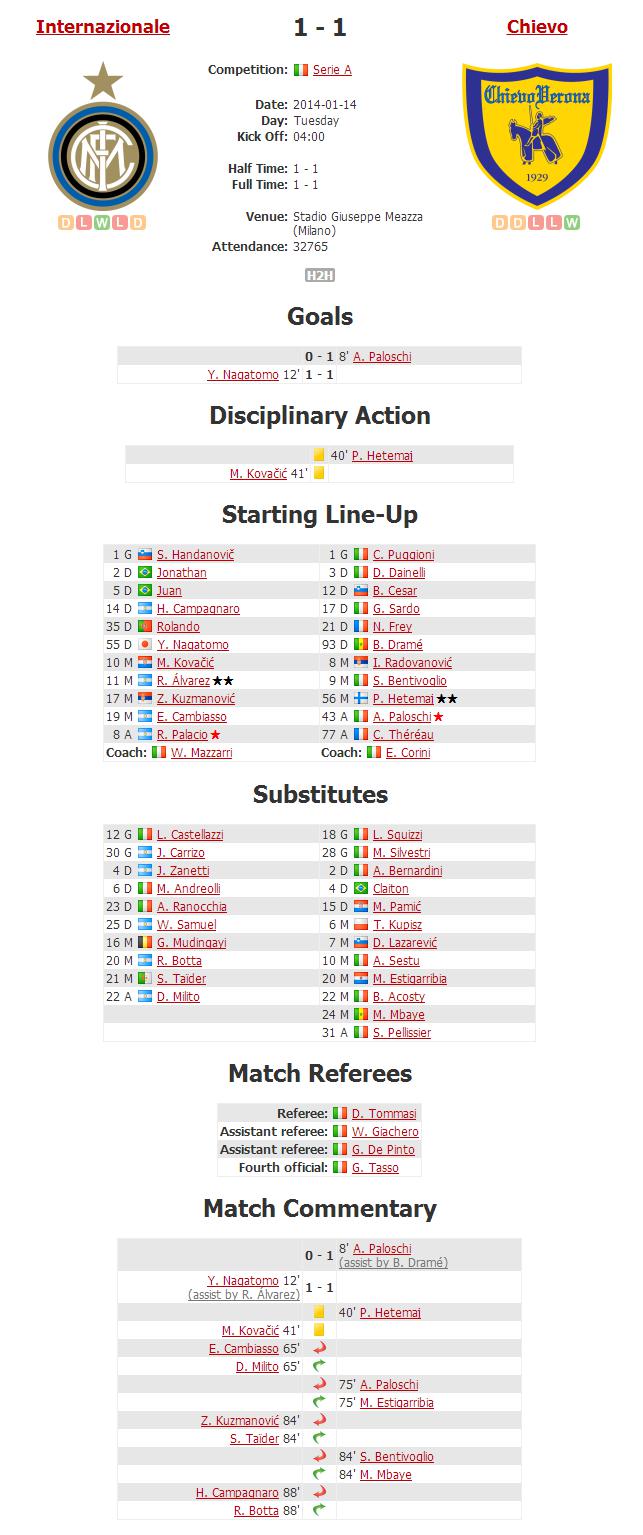 Internazionale 1 - 1 Chievo
Competition: Serie A
Date: 2014-01-14
Day: Tuesday
Kick Off: 04:00
Half Time: 1 - 1
Full Time: 1 - 1
Venue: Stadio Giuseppe Meazza
(Milano)
Attendance: 32765
ChievoVerona
1929
D L W L D
D D L L W
H2H
Goals
0 - 1 8' A. Paloschi
Y. Nagatomo 12' 1 - 1
Disciplinary Action
40' P. Hetemaj
M. Kovačić 41'
Starting Line-Up
1 G S. Handanovič 1 G C. Puggioni
2 D Jonathan 3 D D. Dainelli
5 D Juan 12 D B. Cesar
14 D H. Campagnaro 17 D G. Sardo
35 D Rolando 21 D N. Frey
55 D Y. Nagatomo 93 D B. Dramé
10 M M. Kovačić 8 M I. Radovanović
11 M R. Álvarez ★★ 9 M S. Bentivoglio
17 M Z. Kuzmanović 56 M P. Hetemaj ★★
19 M E. Cambiasso 43 A A. Paloschi ★
8 A R. Palacio ★ 77 A C. Théréau
Coach: W. Mazzarri Coach: E. Corini
Substitutes
12 G L. Castellazzi 18 G L. Squizzi
30 G J. Carrizo 28 G M. Silvestri
4 D J. Zanetti 2 D A. Bernardini
6 D M. Andreolli 4 D Claiton
23 D A. Ranocchia 15 D M. Pamić
25 D W. Samuel 6 M T. Kupisz
16 M G. Mudingayi 7 M D. Lazarević
20 M R. Botta 10 M A. Sestu
21 M S. Taïder 20 M M. Estigarribia
22 A D. Milito 22 M B. Acosty
24 M M. Mbaye
31 A S. Pellissier
Match Referees
Referee: D. Tommasi
Assistant referee: W. Giachero
Assistant referee: G. De Pinto
Fourth official: G. Tasso
Match Commentary
0 - 1 8' A. Paloschi
(assist by B. Dramé)
Y. Nagatomo 12' 1 - 1
(assist by R. Álvarez)
40' P. Hetemaj
M. Kovačić 41'
E. Cambiasso 65'
D. Milito 65'
75' A. Paloschi
75' M. Estigarribia
Z. Kuzmanović 84'
S. Taïder 84'
84' S. Bentivoglio
84' M. Mbaye
H. Campagnaro 88'
R. Botta 88'